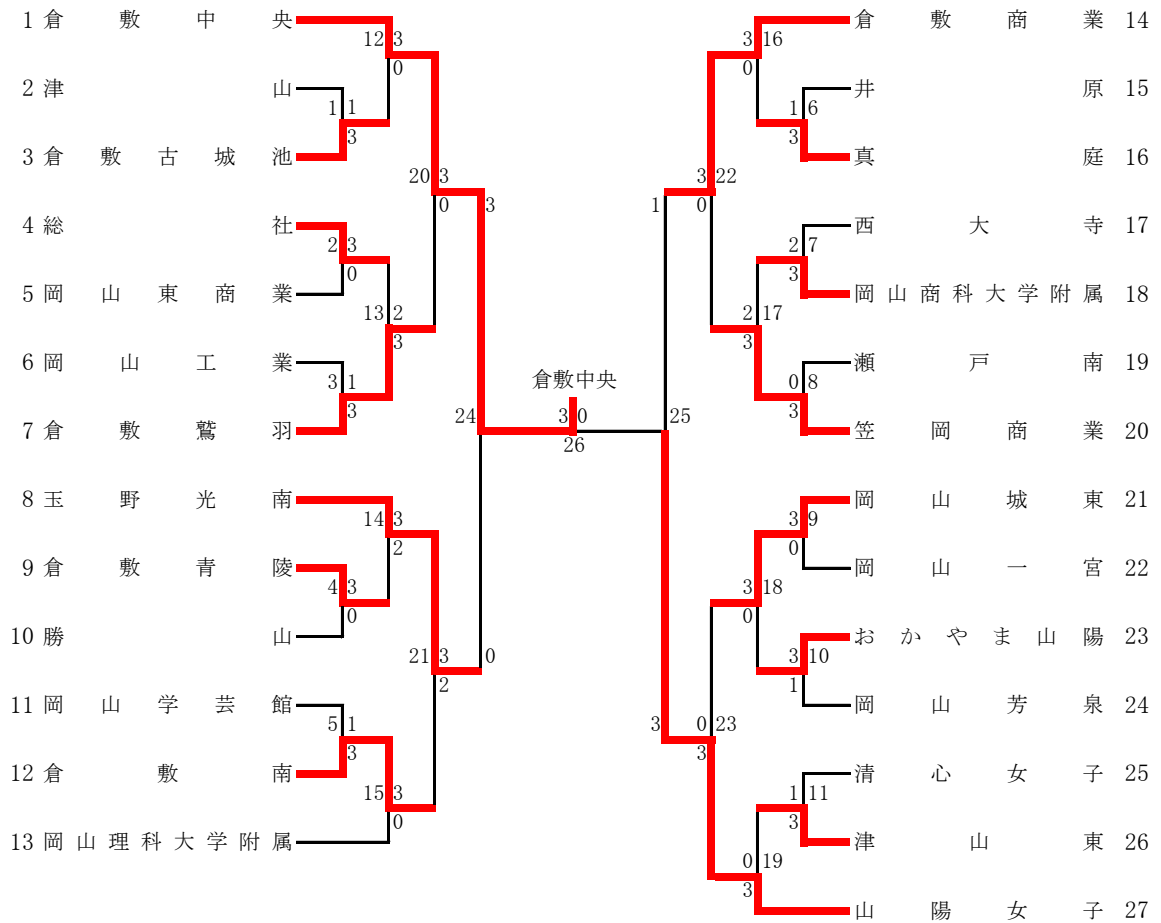 1 倉敷中央
12 3
0
2 津山
1 1
3
3 倉敷古城池
20 3
0
4 総社
2 3
0
5 岡山東商業
13 2
3
6 岡山工業
3 1
3
7 倉敷鷲羽
24
3
0
8 玉野光南
14 3
2
9 倉敷青陵
4 3
0
10 勝山
21 3
2
11 岡山学芸館
5 1
3
12 倉敷南
15 3
0
13 岡山理科大学附属
倉敷中央
3 0
26
倉敷商業 14
3 16
0
井原 15
1 6
3
真庭 16
3 22
0
西大寺 17
2 7
3
岡山商科大学附属 18
2 17
3
瀬戸南 19
0 8
3
笠岡商業 20
1
25
3
岡山城東 21
3 9
0
岡山一宮 22
3 18
0
おかやま山陽 23
3 10
1
岡山芳泉 24
0 23
3
清心女子 25
1 11
3
津山東 26
0 19
3
山陽女子 27